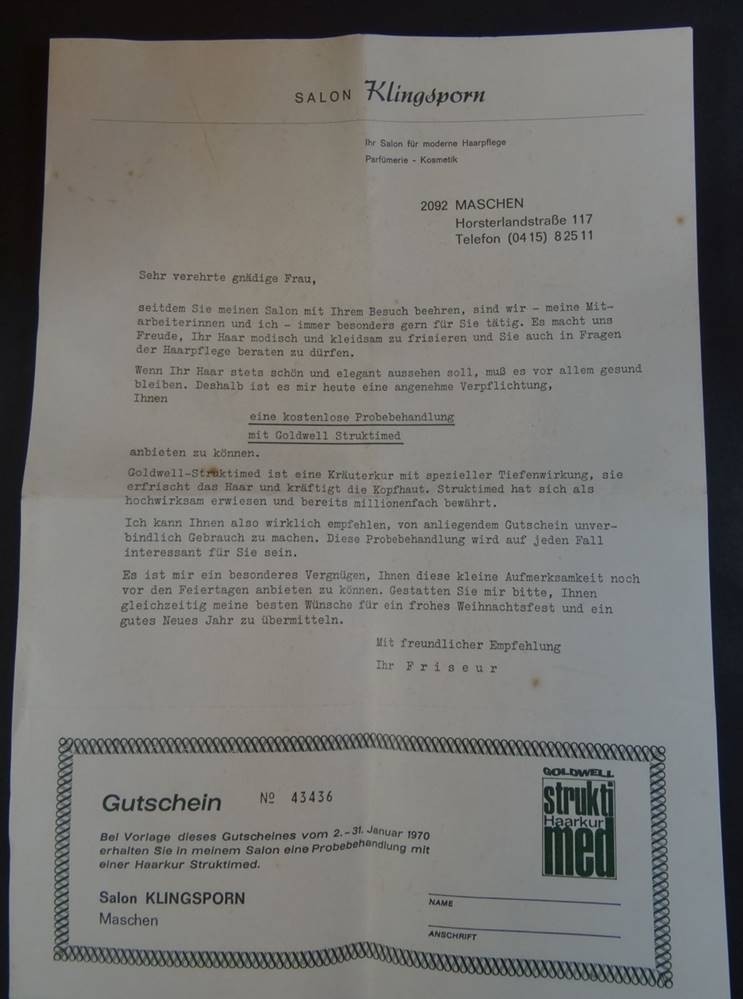 SALON Klingsporn
Ihr Salon für moderne Haarpflege
Parfümerie - Kosmetik
2092 MASCHEN
Horsterlandstraße 117
Telefon (0415) 82511
Sehr verehrte gnädige Frau,
seitdem Sie meinen Salon mit Ihrem Besuch beehren, sind wir - meine Mit-
arbeiterinnen und ich - immer besonders gern für Sie tätig. Es macht uns
Freude, Ihr Haar modisch und kleidsam zu frisieren und Sie auch in Fragen
der Haarpflege beraten zu dürfen.
Wenn Ihr Haar stets schön und elegant aussehen soll, muß es vor allem gesund
bleiben. Deshalb ist es mir heute eine angenehme Verpflichtung,
Ihnen
eine kostenlose Probebehandlung
mit Goldwell Struktimed
anbieten zu können.
Goldwell-Struktimed ist eine Kräuterkur mit spezieller Tiefenwirkung, sie
erfrischt das Haar und kräftigt die Kopfhaut. Struktimed hat sich als
hochwirksam erwiesen und bereits millionenfach bewährt.
Ich kann Ihnen also wirklich empfehlen, von anliegendem Gutschein unver-
bindlich Gebrauch zu machen. Diese Probebehandlung wird auf jeden Fall
interessant für Sie sein.
Es ist mir ein besonderes Vergnügen, Ihnen diese kleine Aufmerksamkeit noch
vor den Feiertagen anbieten zu können. Gestatten Sie mir bitte, Ihnen
gleichzeitig meine besten Wünsche für ein frohes Weihnachtsfest und ein
gutes Neues Jahr zu übermitteln.
Mit freundlicher Empfehlung
Ihr F r i s e u r
Gutschein Nº 43436
Bei Vorlage dieses Gutscheines vom 2.-31. Januar 1970
erhalten Sie in meinem Salon eine Probebehandlung mit
einer Haarkur Struktimed.
Salon KLINGSPORN
Maschen
GOLDWELL
strukti
Haarkur
med
NAME
ANSCHRIFT